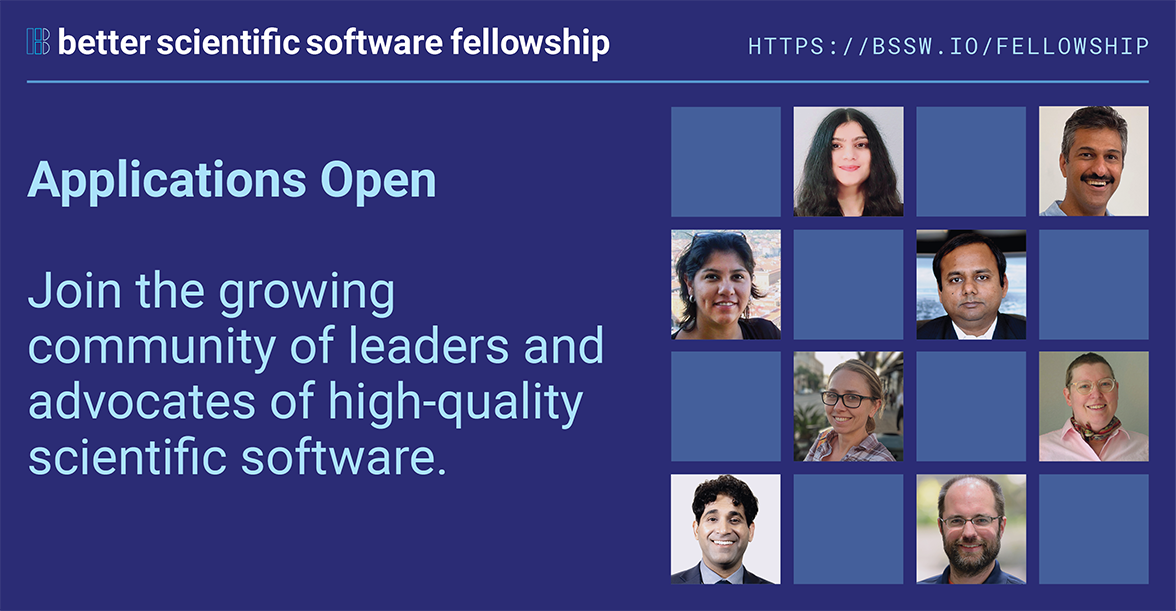 better scientific software fellowship
HTTPS://BSSW.IO/FELLOWSHIP
Applications Open
Join the growing
community of leaders and
advocates of high-quality
scientific software.